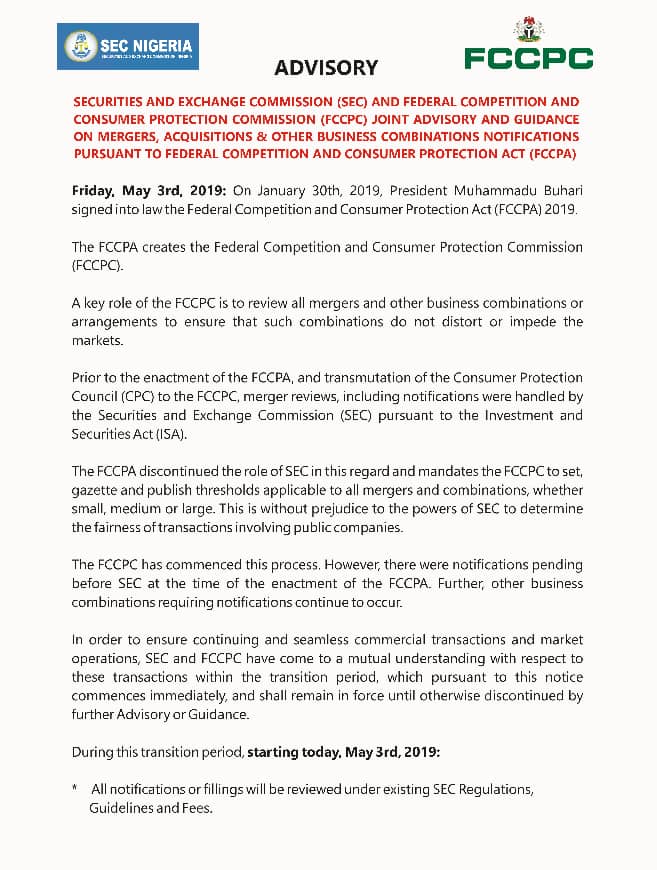 SEC NIGERIA
SECURITIES AND EXCHANGE COMMISSION NIGERIA
FCCPC
ADVISORY
SECURITIES AND EXCHANGE COMMISSION (SEC) AND FEDERAL COMPETITION AND
CONSUMER PROTECTION COMMISSION (FCCPC) JOINT ADVISORY AND GUIDANCE
ON MERGERS, ACQUISITIONS & OTHER BUSINESS COMBINATIONS NOTIFICATIONS
PURSUANT TO FEDERAL COMPETITION AND CONSUMER PROTECTION ACT (FCCPA)
Friday, May 3rd, 2019: On January 30th, 2019, President Muhammadu Buhari
signed into law the Federal Competition and Consumer Protection Act (FCCPA) 2019.
The FCCPA creates the Federal Competition and Consumer Protection Commission
(FCCPC).
A key role of the FCCPC is to review all mergers and other business combinations or
arrangements to ensure that such combinations do not distort or impede the
markets.
Prior to the enactment of the FCCPA, and transmutation of the Consumer Protection
Council (CPC) to the FCCPC, merger reviews, including notifications were handled by
the Securities and Exchange Commission (SEC) pursuant to the Investment and
Securities Act (ISA).
The FCCPA discontinued the role of SEC in this regard and mandates the FCCPC to set,
gazette and publish thresholds applicable to all mergers and combinations, whether
small, medium or large. This is without prejudice to the powers of SEC to determine
the fairness of transactions involving public companies.
The FCCPC has commenced this process. However, there were notifications pending
before SEC at the time of the enactment of the FCCPA. Further, other business
combinations requiring notifications continue to occur.
In order to ensure continuing and seamless commercial transactions and market
operations, SEC and FCCPC have come to a mutual understanding with respect to
these transactions within the transition period, which pursuant to this notice
commences immediately, and shall remain in force until otherwise discontinued by
further Advisory or Guidance.
During this transition period, starting today, May 3rd, 2019:
* All notifications or fillings will be reviewed under existing SEC Regulations,
Guidelines and Fees.